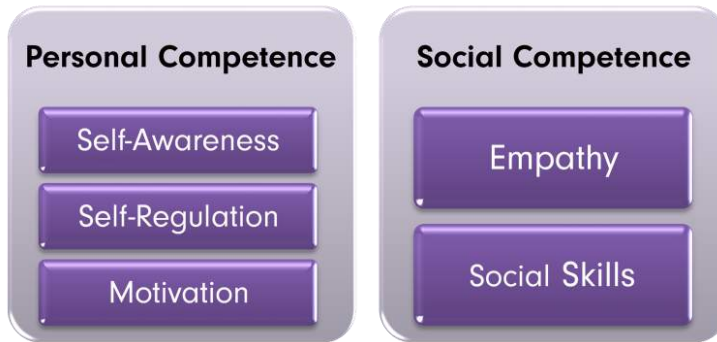 Personal Competence
Self-Awareness
Self-Regulation
Motivation
Social Competence
Empathy
Social Skills